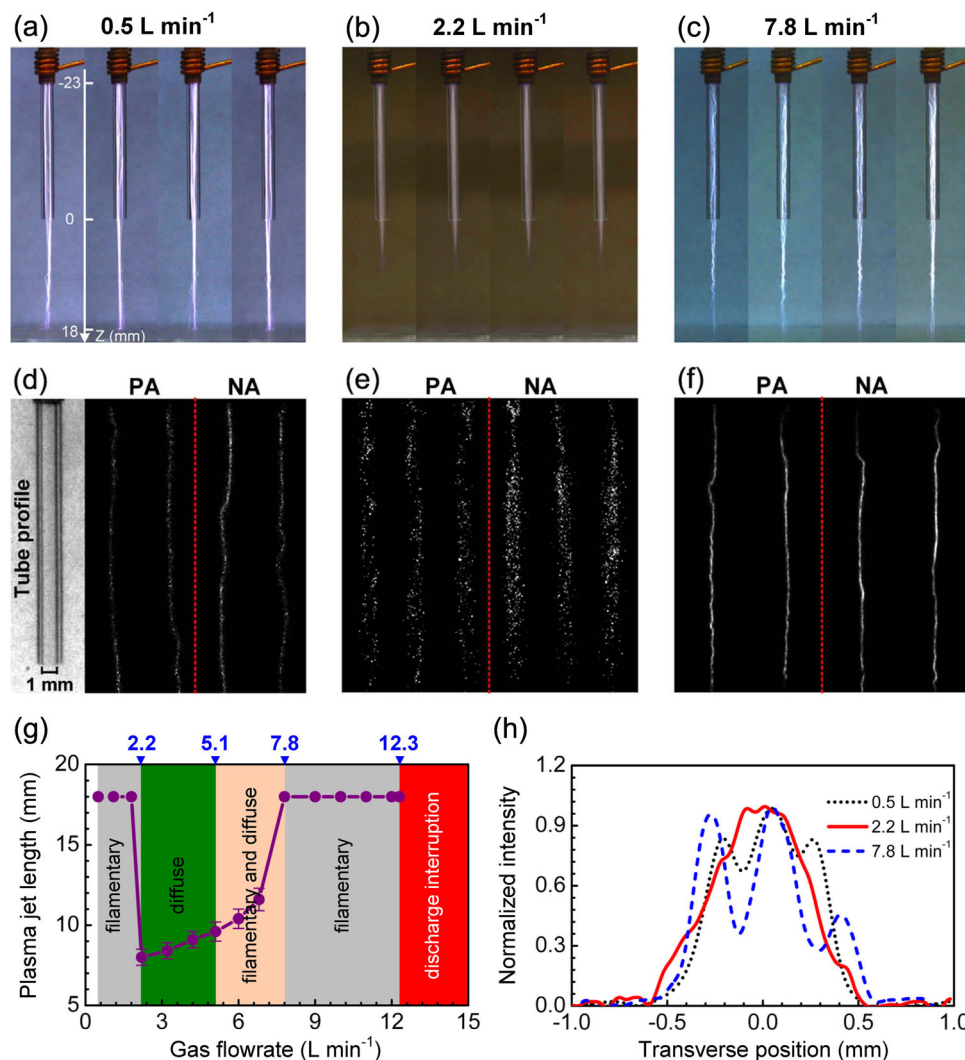 (a) 0.5 L min⁻¹
(b) 2.2 L min⁻¹
(c) 7.8 L min⁻¹
-23
0
18
Z (mm)
(d) PA NA
(e) PA NA
(f) PA NA
Tube profile
1 mm
(g)
2.2 5.1 7.8 12.3
Plasma jet length (mm)
20
15
10
5
filamentary
diffuse
filamentary and diffuse
filamentary
discharge interruption
0 3 6 9 12 15
Gas flowrate (L min⁻¹)
(h)
Normalized intensity
1.2
0.9
0.6
0.3
0.0
0.5 L min⁻¹
2.2 L min⁻¹
7.8 L min⁻¹
-1.0 -0.5 0.0 0.5 1.0
Transverse position (mm)